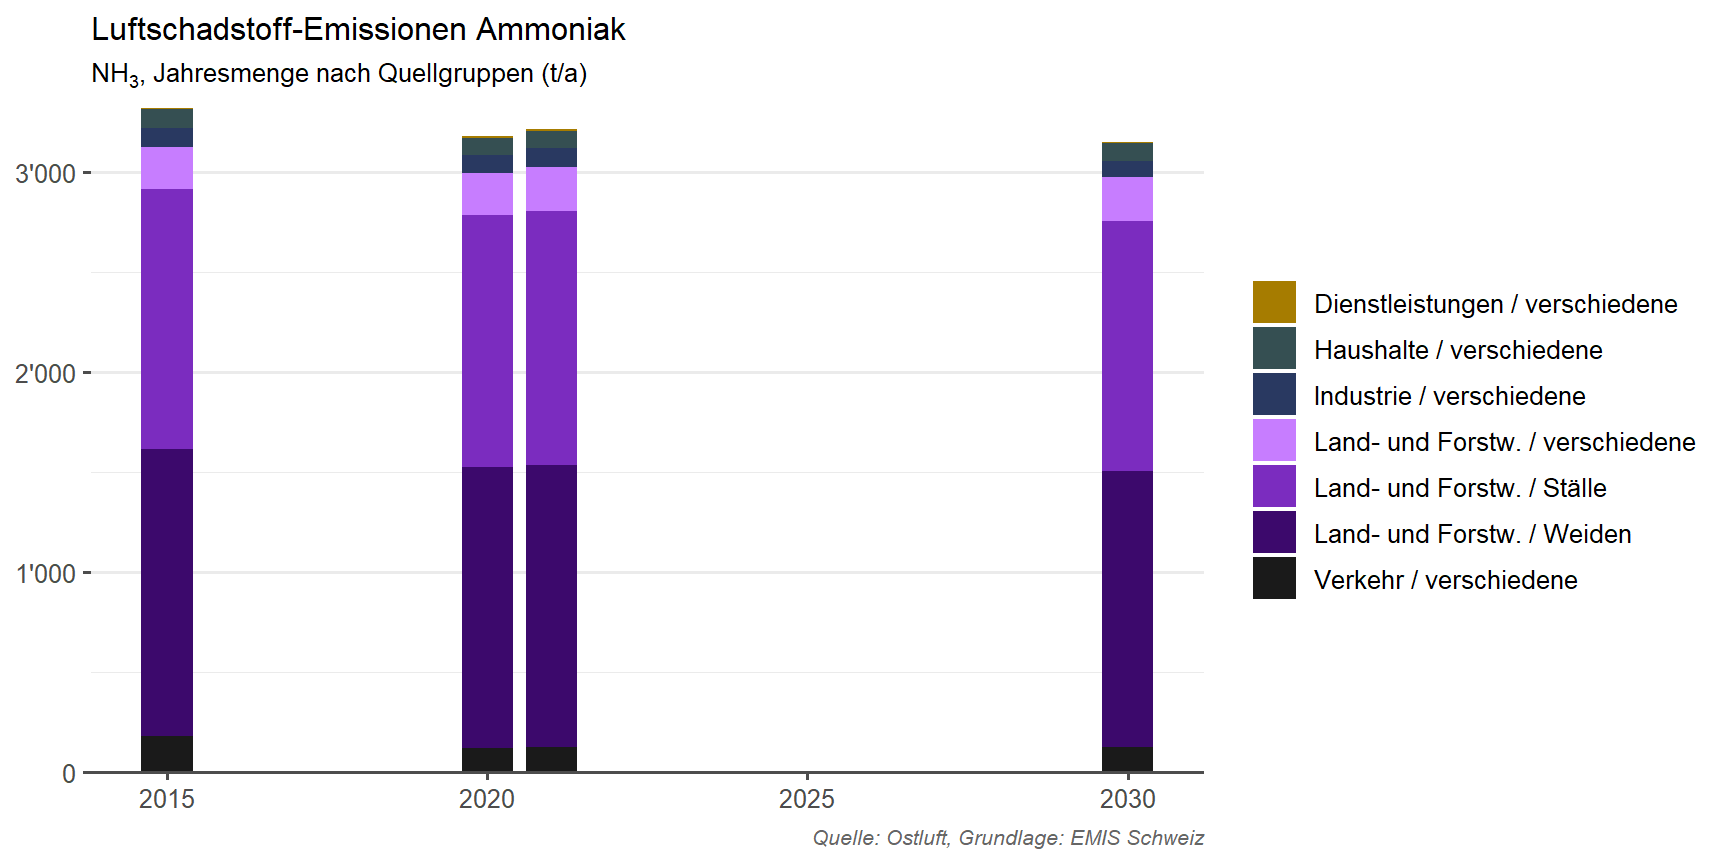 Luftschadstoff-Emissionen Ammoniak
NH₃, Jahresmenge nach Quellgruppen (t/a)
3'000
2'000
1'000
0
2015 2020 2025 2030
Dienstleistungen / verschiedene
Haushalte / verschiedene
Industrie / verschiedene
Land- und Forstw. / verschiedene
Land- und Forstw. / Ställe
Land- und Forstw. / Weiden
Verkehr / verschiedene
Quelle: Ostluft, Grundlage: EMIS Schweiz